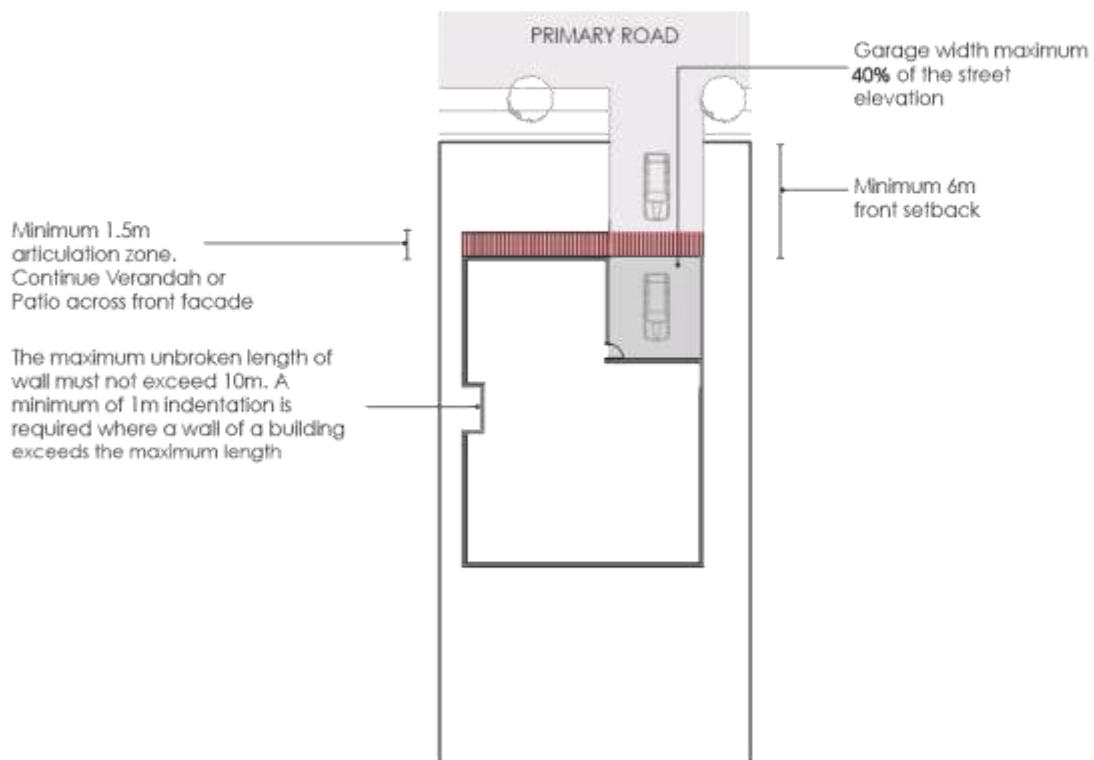 PRIMARY ROAD
Garage width maximum
40% of the street
elevation
Minimum 6m
front setback
Minimum 1.5m
articulation zone.
Continue Verandah or
Patio across front facade
The maximum unbroken length of
wall must not exceed 10m. A
minimum of 1m indentation is
required where a wall of a building
exceeds the maximum length